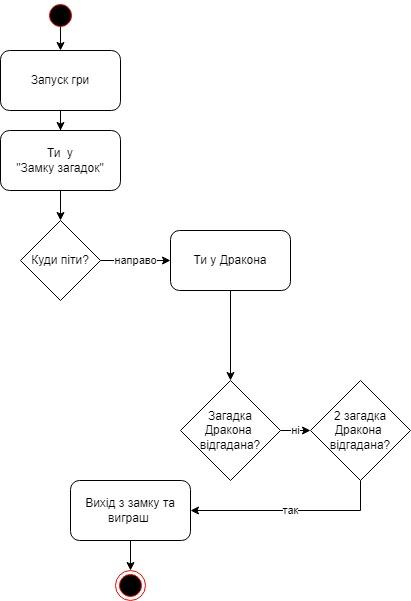 Запуск гри
Ти у
"Замку загадок"
Куди піти?
направо
Ти у Дракона
Загадка
Дракона
відгадана?
ні
2 загадка
Дракона
відгадана?
так
Вихід з замку та
виграш